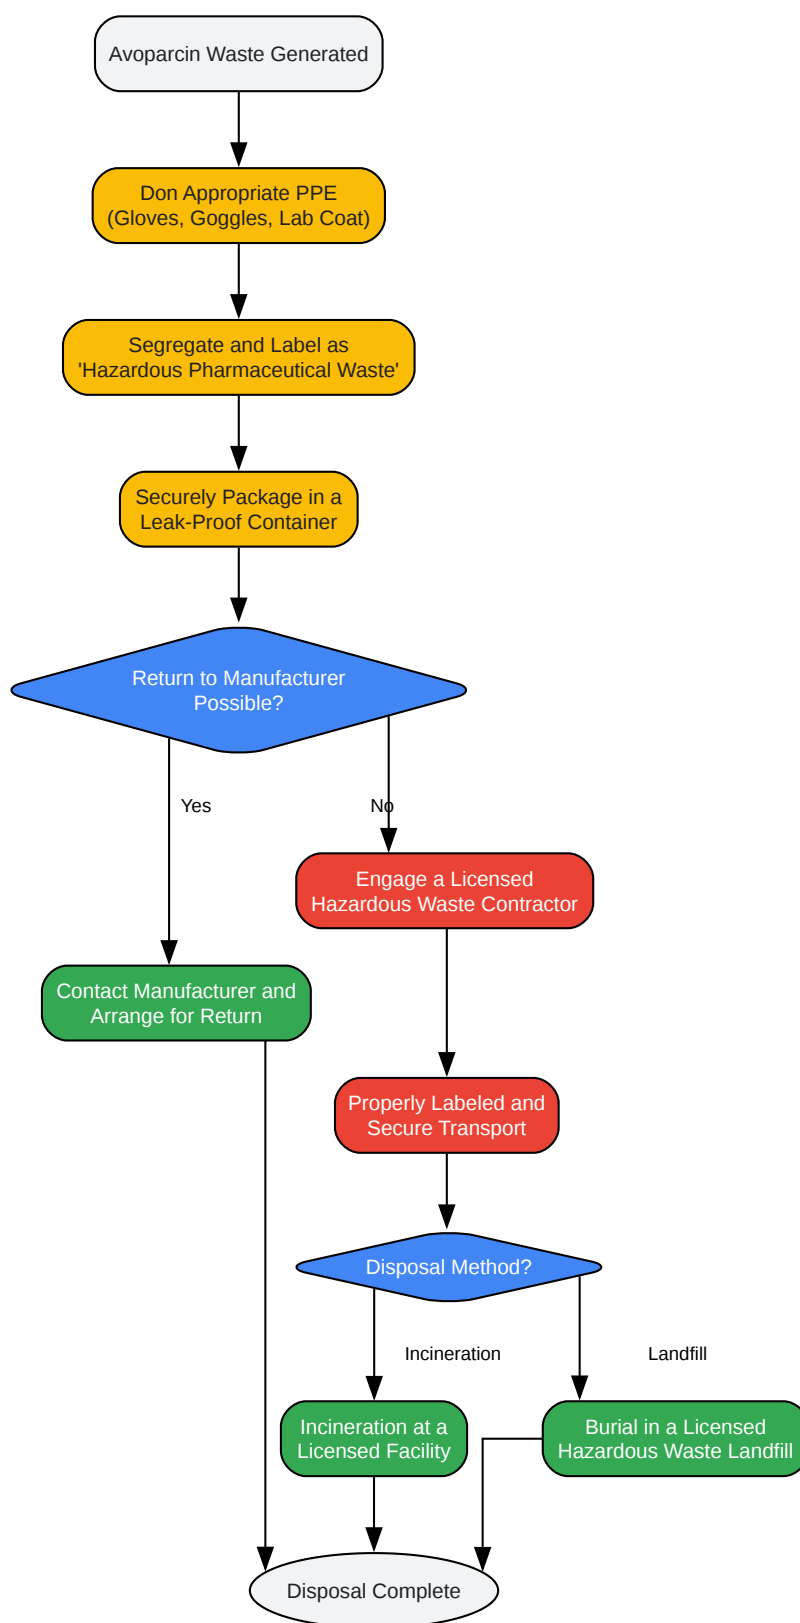 Avoparcin Waste Generated
Don Appropriate PPE
(Gloves, Goggles, Lab Coat)
Segregate and Label as
'Hazardous Pharmaceutical Waste'
Securely Package in a
Leak-Proof Container
Return to Manufacturer
Possible?
Yes
No
Engage a Licensed
Hazardous Waste Contractor
Contact Manufacturer and
Arrange for Return
Properly Labeled and
Secure Transport
Disposal Method?
Incineration
Landfill
Incineration at a
Licensed Facility
Burial in a Licensed
Hazardous Waste Landfill
Disposal Complete